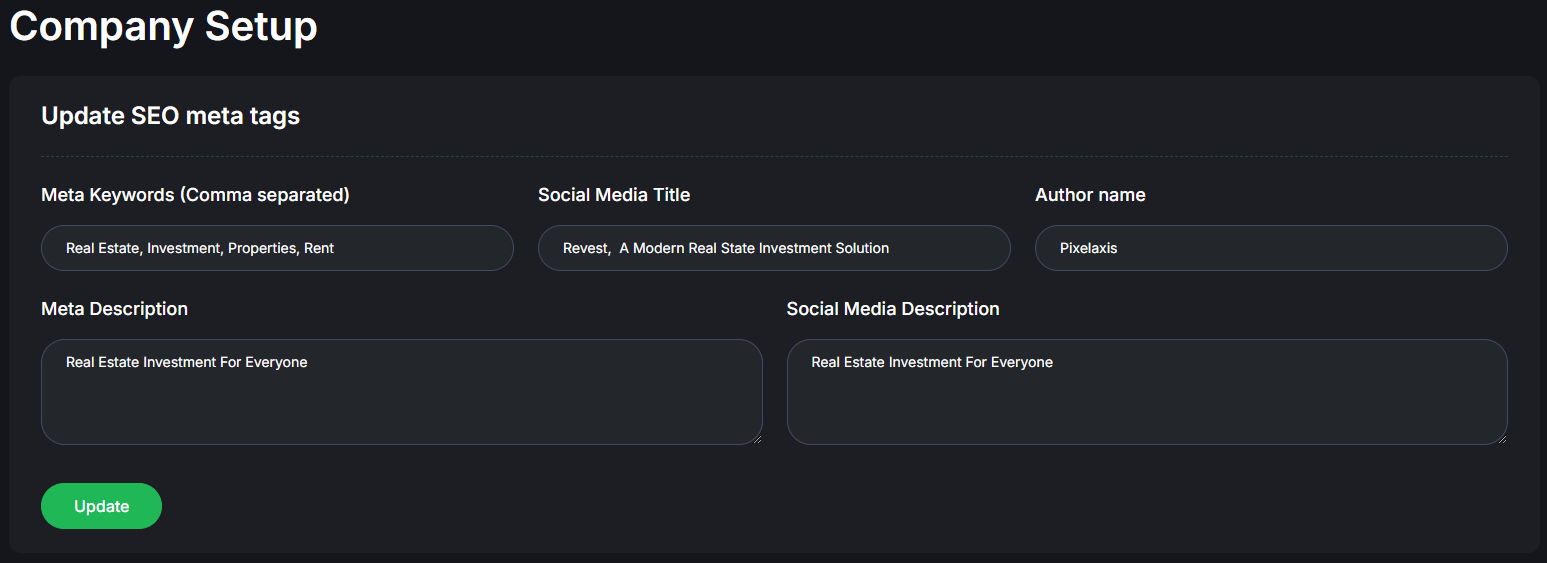 Company Setup
Update SEO meta tags
Meta Keywords (Comma separated)
Social Media Title
Author name
Real Estate, Investment, Properties, Rent
Revest,  A Modern Real State Investment Solution
Pixelaxis
Meta Description
Social Media Description
Real Estate Investment For Everyone
Real Estate Investment For Everyone
Update